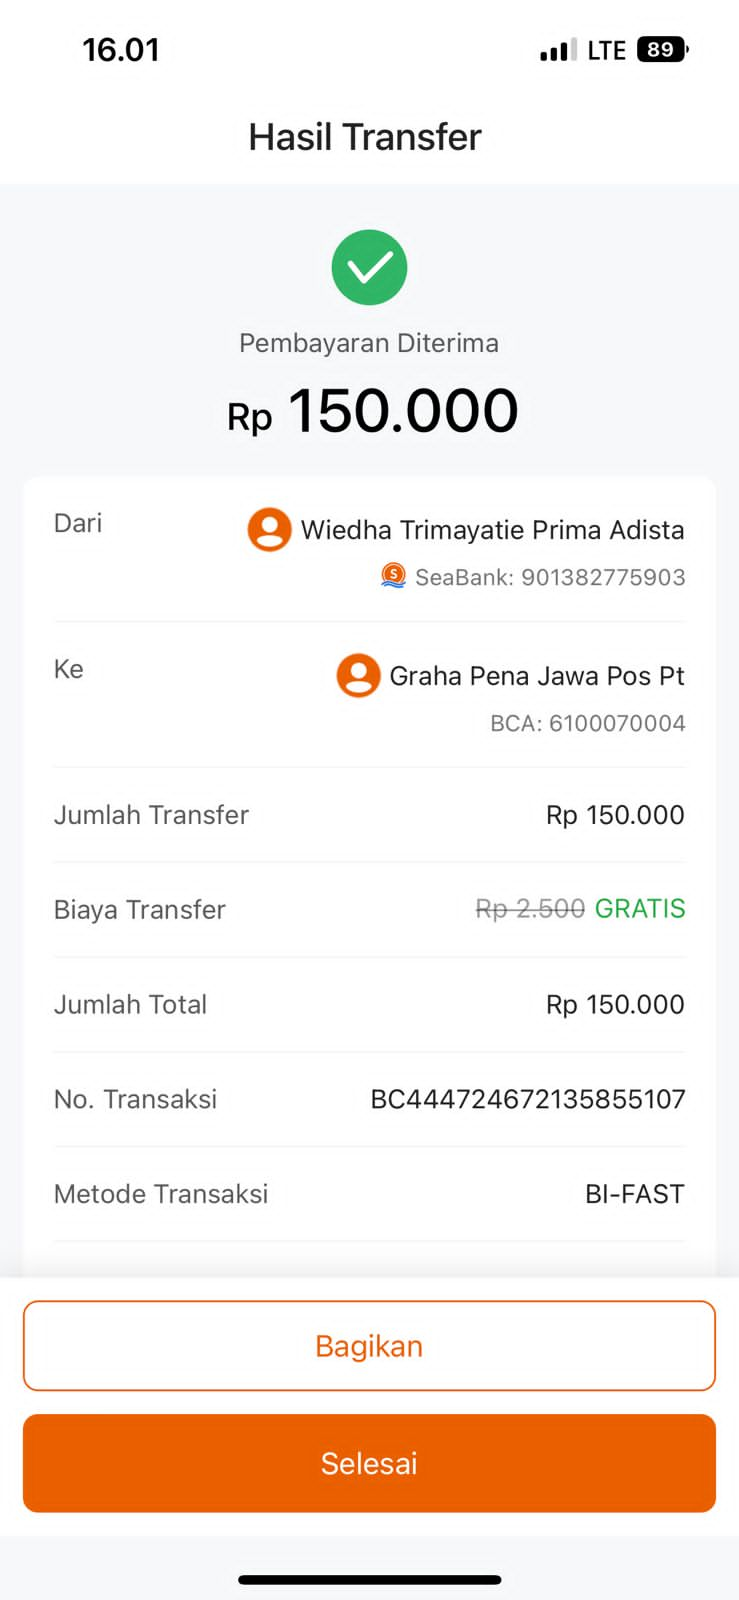 16.01
LTE 89
Hasil Transfer
Pembayaran Diterima
Rp 150.000
Dari
Wiedha Trimayatie Prima Adista
SeaBank: 901382775903
Ke
Graha Pena Jawa Pos Pt
BCA: 6100070004
Jumlah Transfer Rp 150.000
Biaya Transfer Rp 2.500 GRATIS
Jumlah Total Rp 150.000
No. Transaksi BC444724672135855107
Metode Transaksi BI-FAST
Bagikan
Selesai